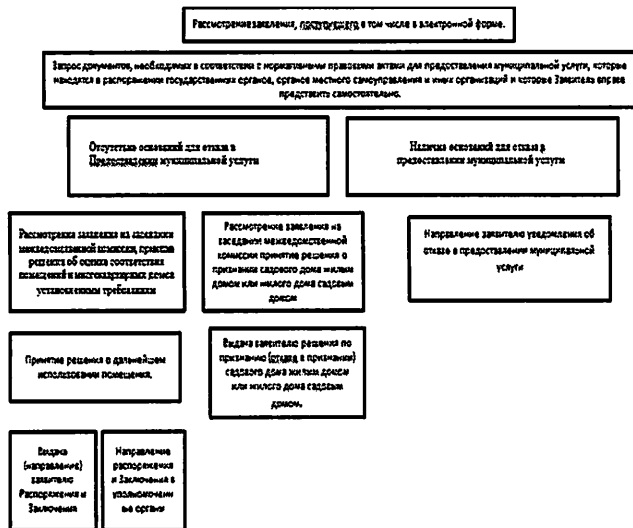 Рассмотрение заявления, поступившего в том числе в электронной форме.
Запрос документов, необходимых в соответствии с нормативными правовыми актами для предоставления муниципальной услуги, которые
находятся в распоряжении государственных органов, органов местного самоуправления и иных организаций и которые Заявитель вправе
представить самостоятельно.
Отсутствие оснований для отказа в
Предоставлении муниципальной услуги
Наличие оснований для отказа в
предоставлении муниципальной услуги
Рассмотрение заявления на заседании
межведомственной комиссии, принятие
решения об оценке соответствия
помещений и многоквартирных домов
установленным требованиям
Рассмотрение заявления на
заседании межведомственной
комиссии принятие решения о
признании садового дома жилым
домом или жилого дома садовым
домом
Направление заявителю уведомления об
отказе в предоставлении муниципальной
услуги
Принятие решения о дальнейшем
использовании помещения.
Выдача заявителю решения по
признанию (отказа в признании)
садового дома жилим домом
или жилого дома садовым
домом.
Выдача
(направление)
заявителю
Распоряжения и
Заключения
Направление
распоряжения
и Заключения в
уполномоченн
ые органы